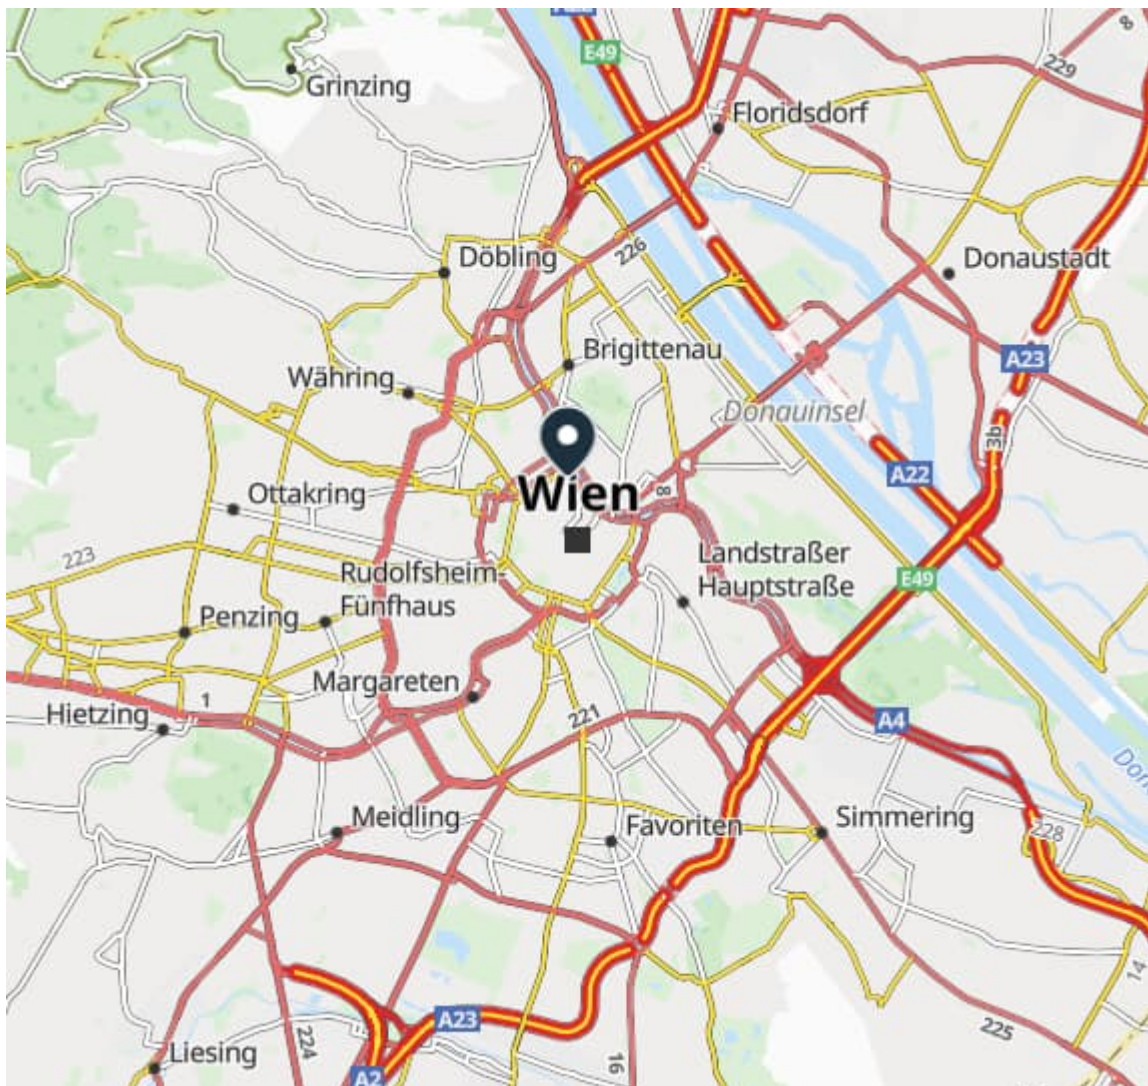 A22
E49
8
229
Grinzing
Floridsdorf
226
Döbling
Donaustadt
Brigittenau
A23
Währing
Donauinsel
3b
A22
Ottakring
Wien
8
223
Rudolfsheim-
Fünfhaus
Landstraßer
Hauptstraße
E49
Penzing
Margareten
1
Hietzing
221
A4
Meidling
Favoriten
Simmering
228
14
A23
224
225
16
Liesing
A2